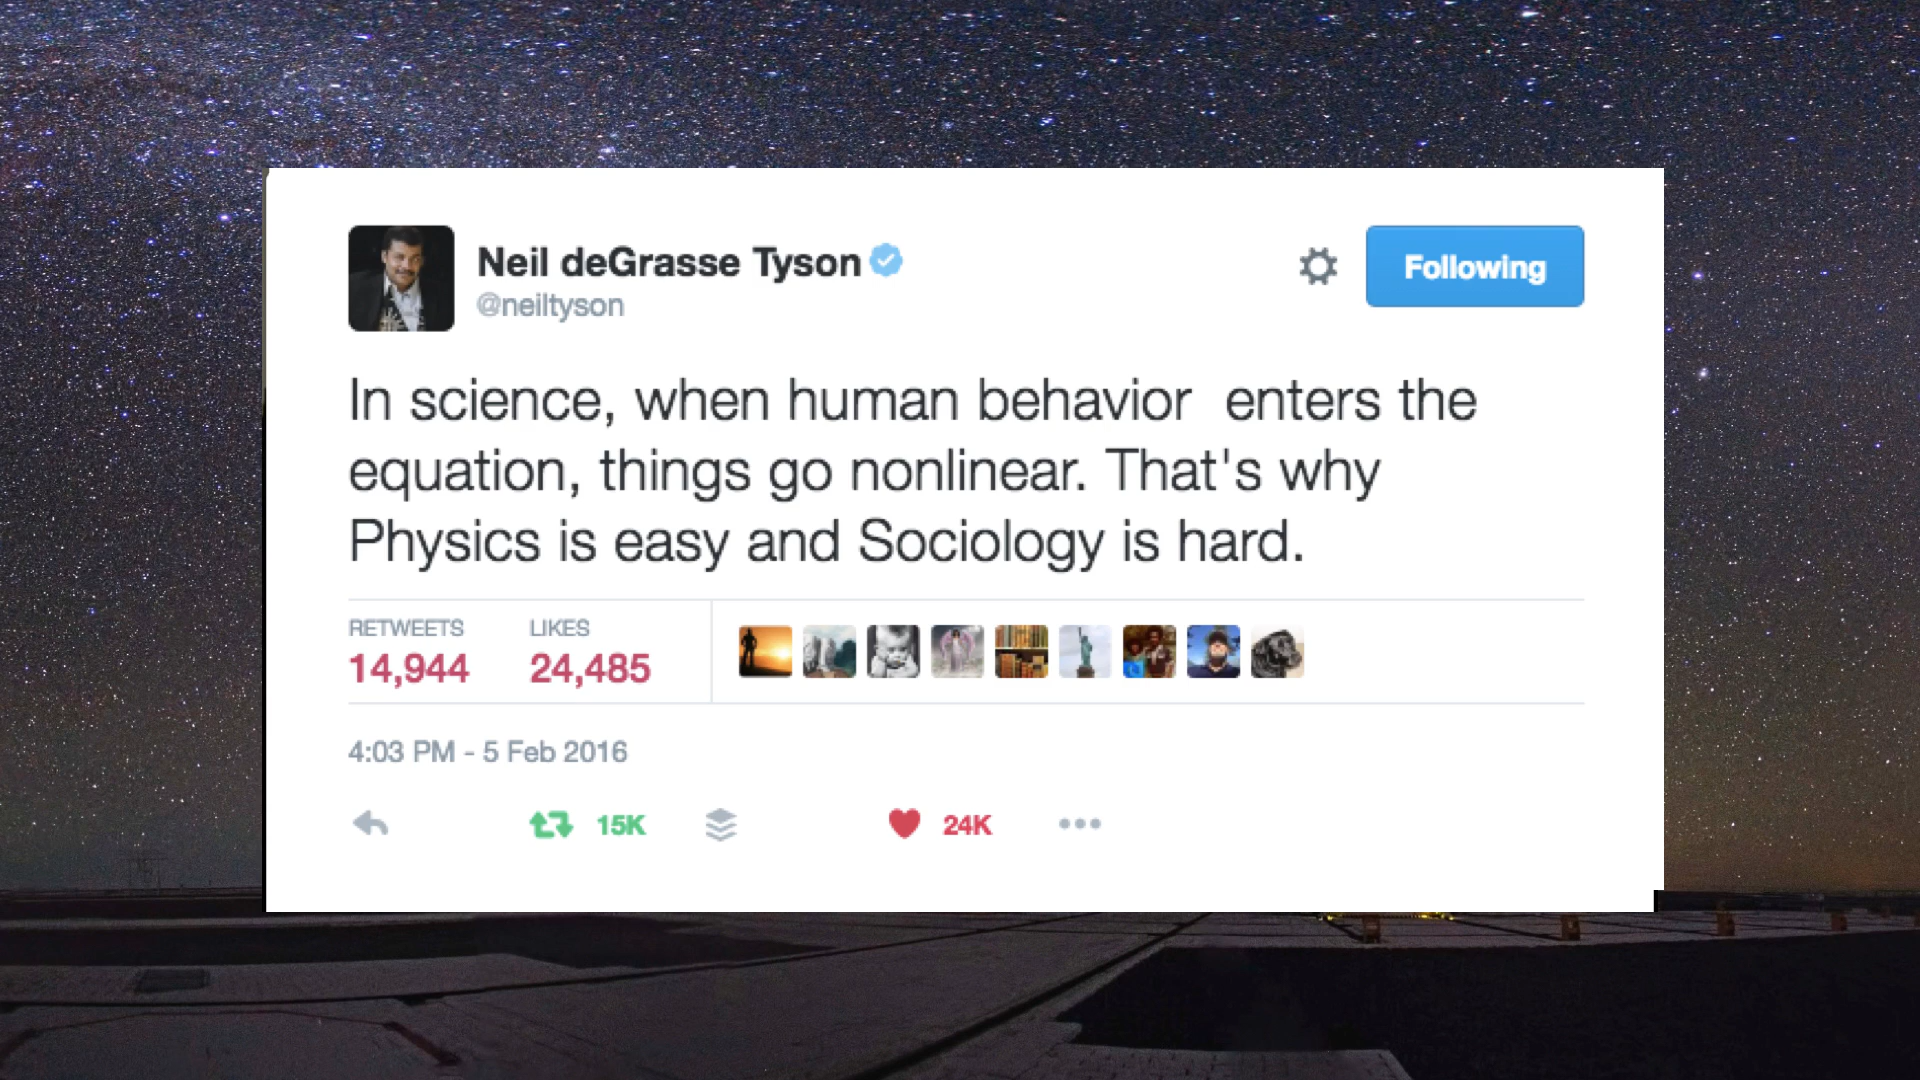 Neil deGrasse Tyson
@neiltyson
Following
In science, when human behavior  enters the
equation, things go nonlinear. That's why
Physics is easy and Sociology is hard.
RETWEETS LIKES
14,944 24,485
4:03 PM - 5 Feb 2016
15K 24K